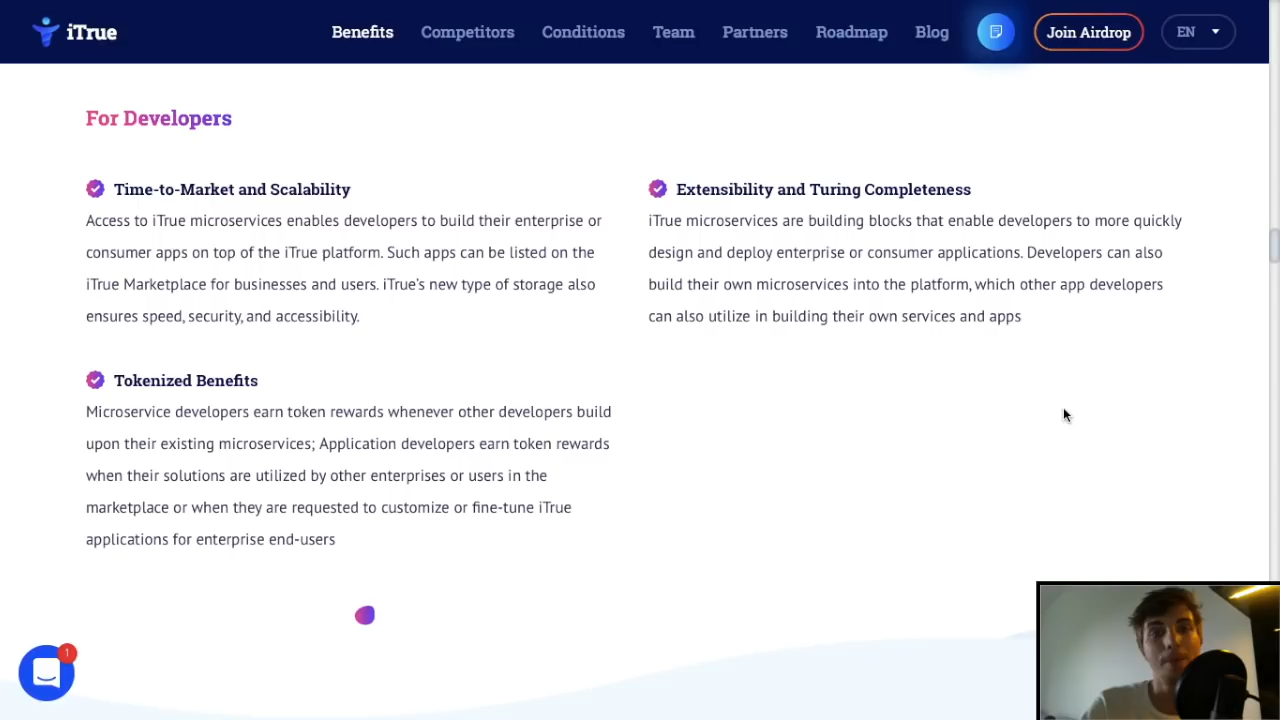 iTrue
Benefits Competitors Conditions Team Partners Roadmap Blog Join Airdrop EN
For Developers
Time-to-Market and Scalability
Access to iTrue microservices enables developers to build their enterprise or
consumer apps on top of the iTrue platform. Such apps can be listed on the
iTrue Marketplace for businesses and users. iTrue's new type of storage also
ensures speed, security, and accessibility.
Extensibility and Turing Completeness
iTrue microservices are building blocks that enable developers to more quickly
design and deploy enterprise or consumer applications. Developers can also
build their own microservices into the platform, which other app developers
can also utilize in building their own services and apps
Tokenized Benefits
Microservice developers earn token rewards whenever other developers build
upon their existing microservices; Application developers earn token rewards
when their solutions are utilized by other enterprises or users in the
marketplace or when they are requested to customize or fine-tune iTrue
applications for enterprise end-users
1